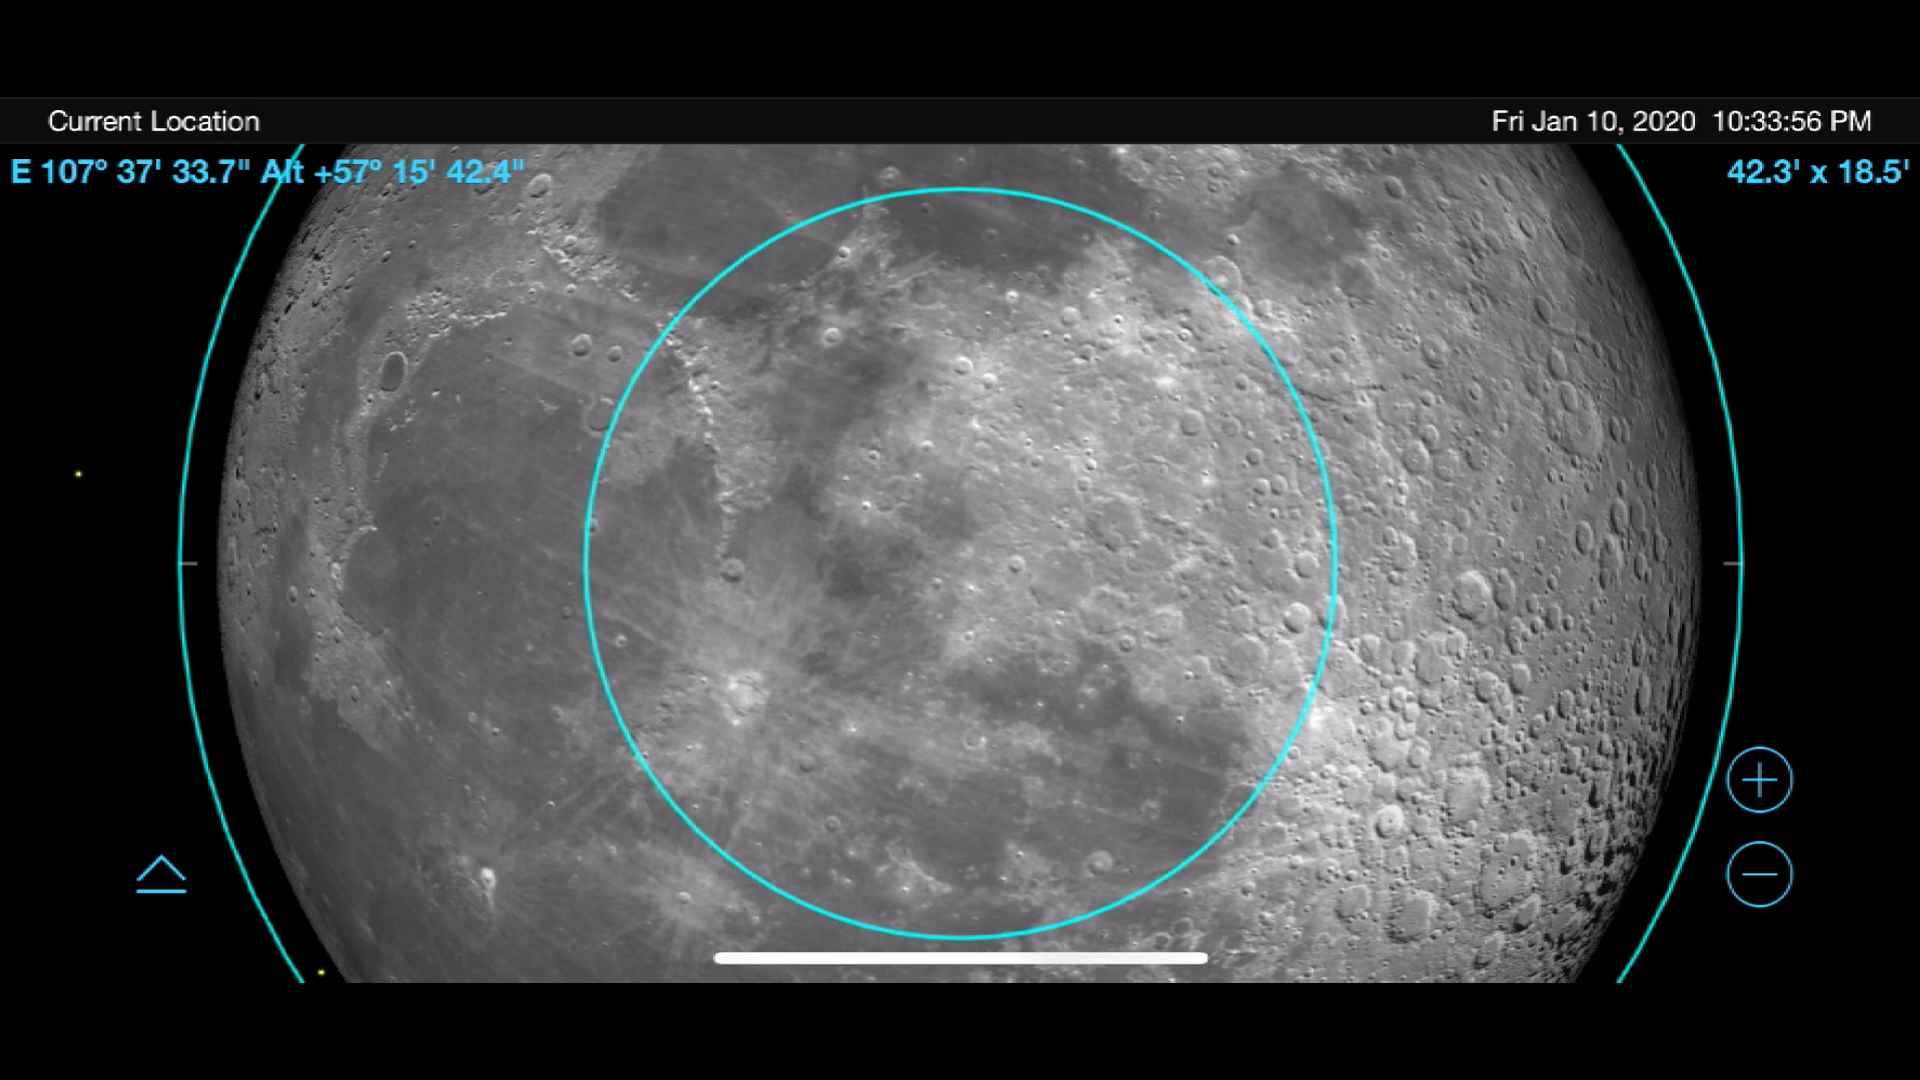 Current Location
Fri Jan 10, 2020 10:33:56 PM
E 107° 37' 33.7" Alt +57° 15' 42.4"
42.3' x 18.5'